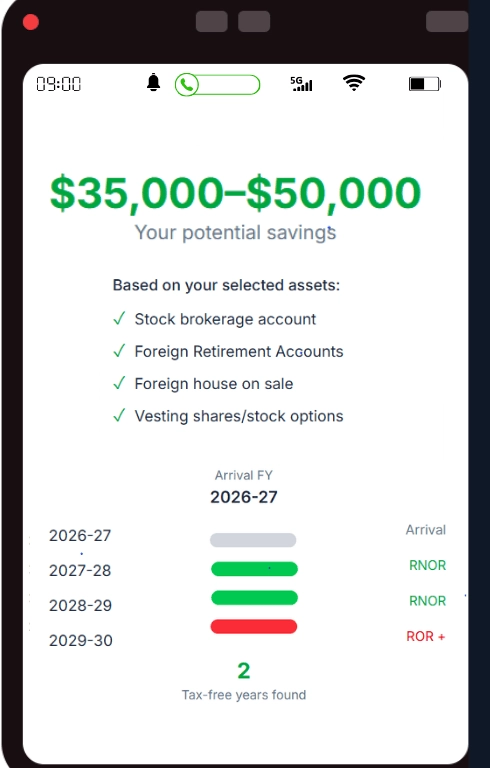 09:00
5G
$35,000–$50,000
Your potential savings
Based on your selected assets:
✓ Stock brokerage account
✓ Foreign Retirement Accounts
✓ Foreign house on sale
✓ Vesting shares/stock options
Arrival FY
2026-27
2026-27 Arrival
2027-28 RNOR
2028-29 RNOR
2029-30 ROR +
2
Tax-free years found